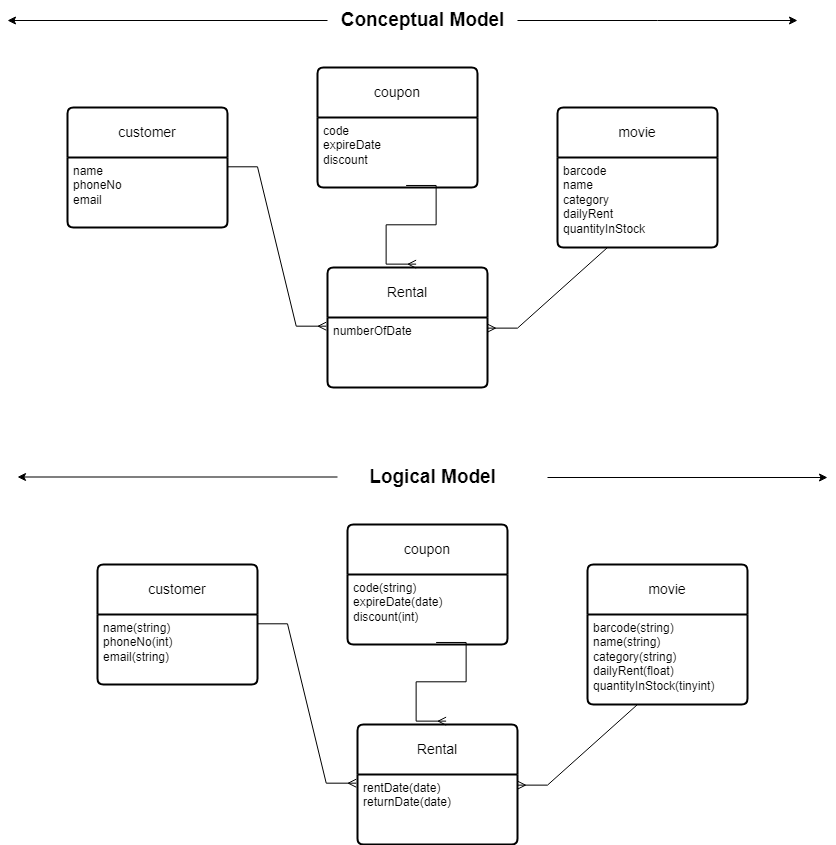 Conceptual Model
coupon
code
expireDate
discount
customer
name
phoneNo
email
movie
barcode
name
category
dailyRent
quantityInStock
Rental
numberOfDate
Logical Model
coupon
code(string)
expireDate(date)
discount(int)
customer
name(string)
phoneNo(int)
email(string)
movie
barcode(string)
name(string)
category(string)
dailyRent(float)
quantityInStock(tinyint)
Rental
rentDate(date)
returnDate(date)